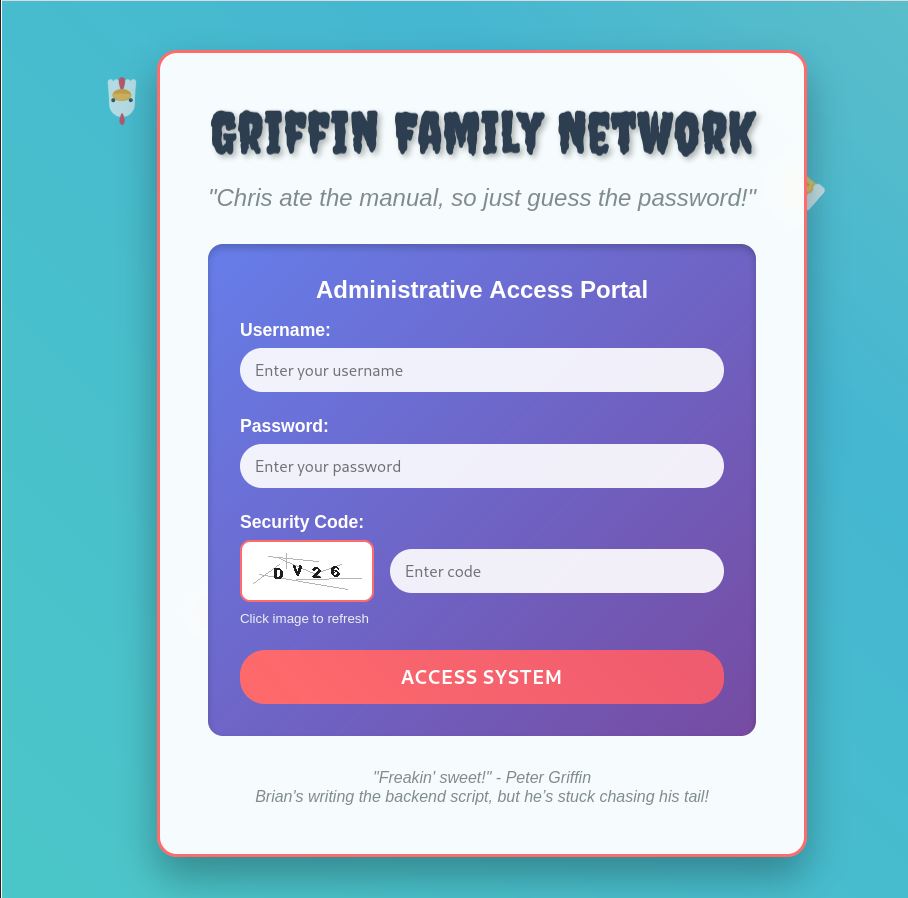 GRIFFIN FAMILY NETWORK
"Chris ate the manual, so just guess the password!"
Administrative Access Portal
Username:
Enter your username
Password:
Enter your password
Security Code:
D V 2 6
Enter code
Click image to refresh
ACCESS SYSTEM
"Freakin' sweet!" - Peter Griffin
Brian's writing the backend script, but he's stuck chasing his tail!